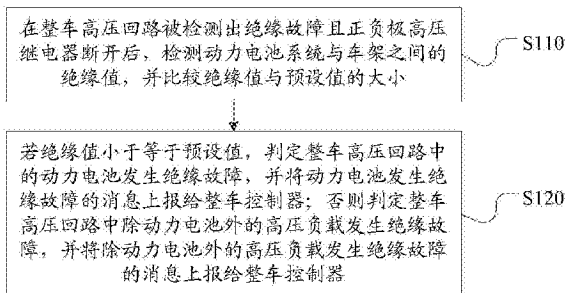 在整车高压回路被检测出绝缘故障且正负极高压
继电器断开后，检测动力电池系统与车架之间的
绝缘值，并比较绝缘值与预设值的大小
S110
若绝缘值小于等于预设值，判定整车高压回路中
的动力电池发生绝缘故障，并将动力电池发生绝
缘故障的消息上报给整车控制器；否则判定整车
高压回路中除动力电池外的高压负载发生绝缘故
障，并将除动力电池外的高压负载发生绝缘故障
的消息上报给整车控制器
S120